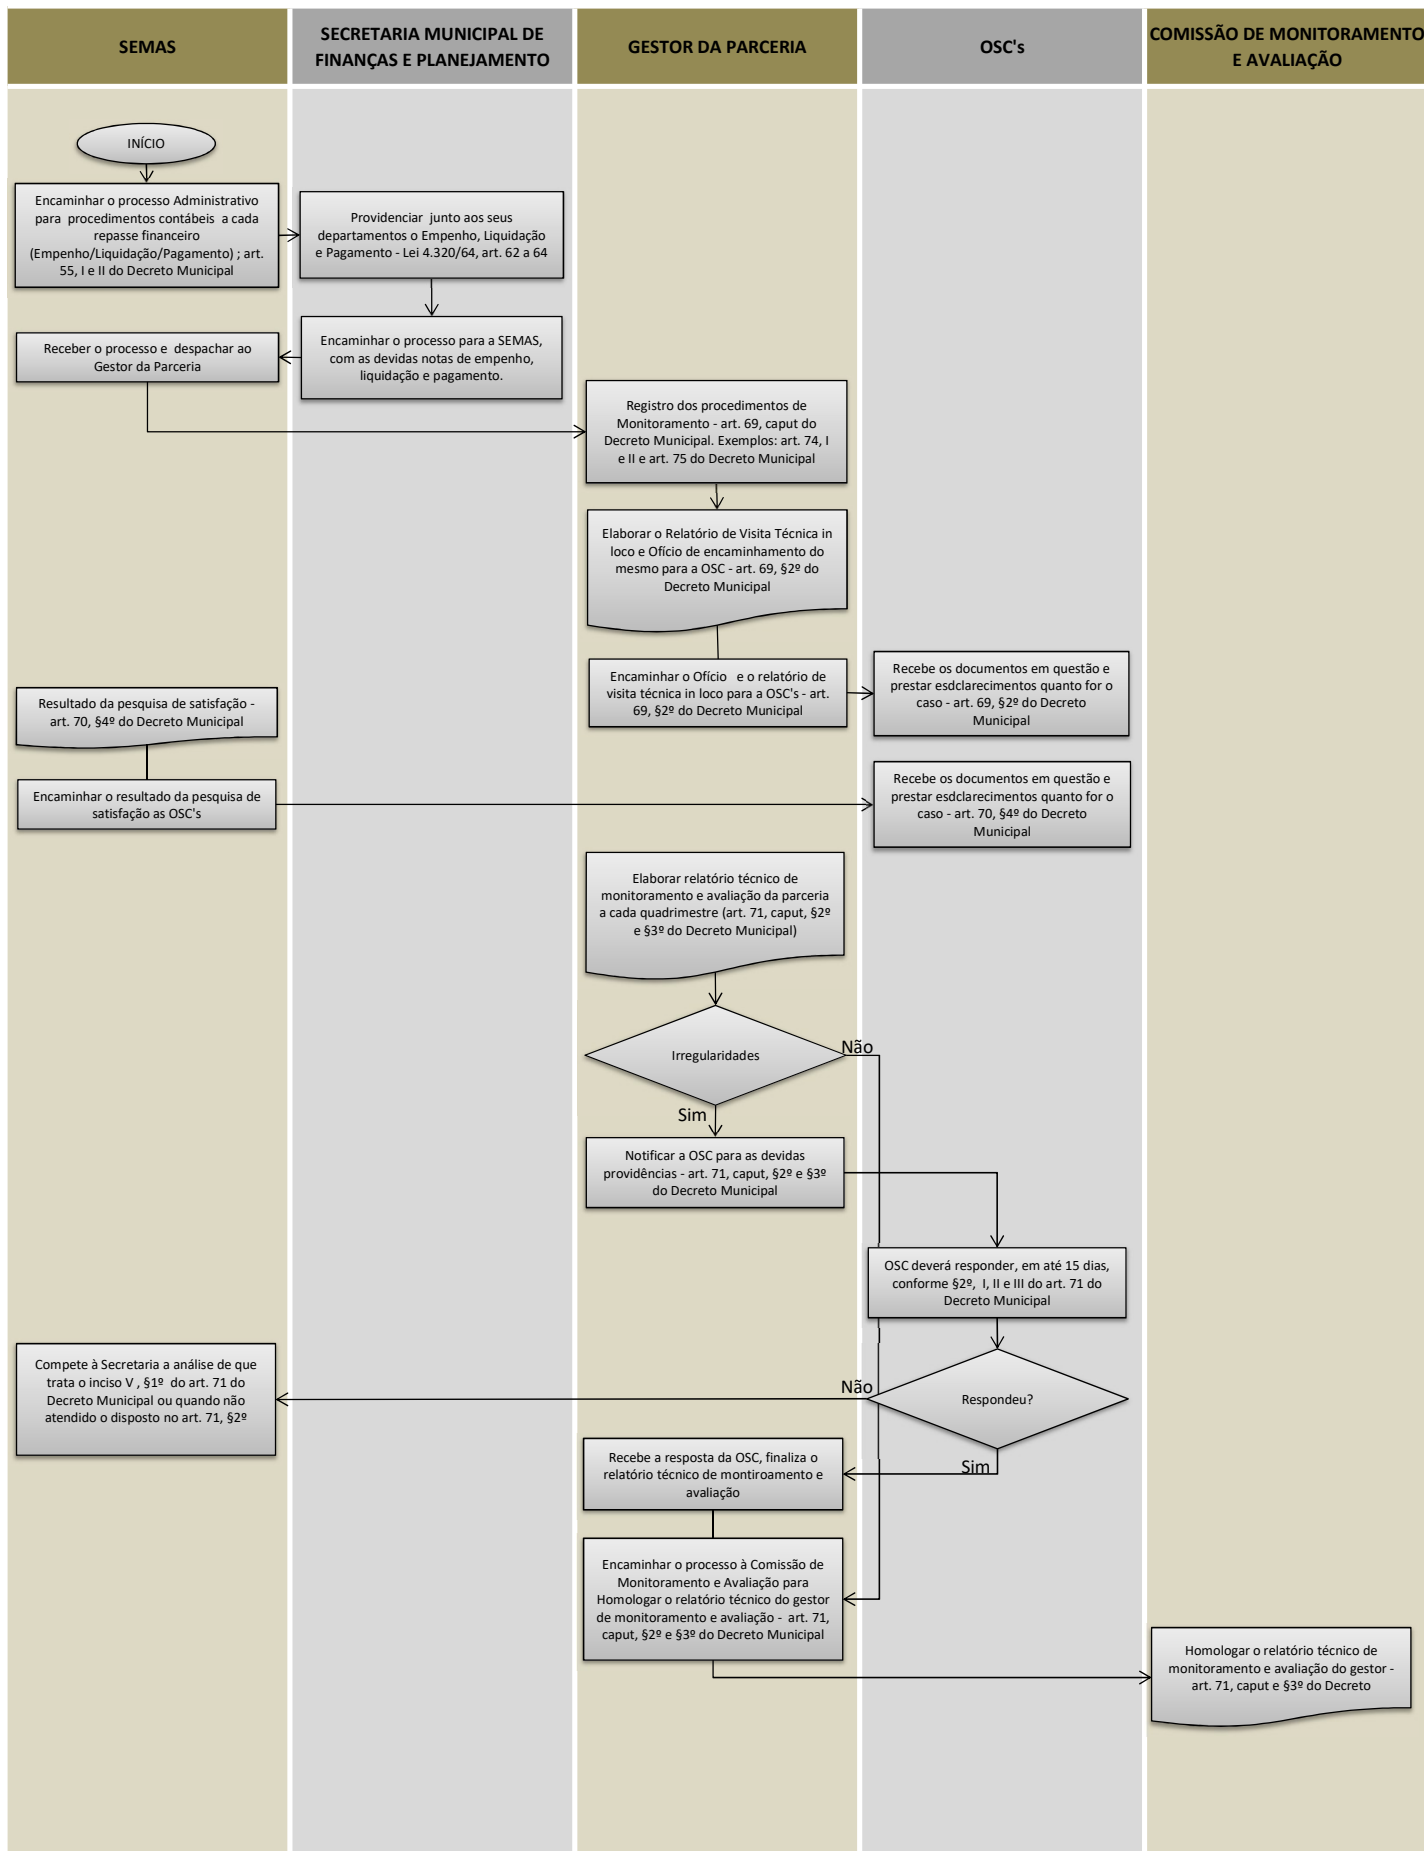 SEMAS
SECRETARIA MUNICIPAL DE
FINANÇAS E PLANEJAMENTO
GESTOR DA PARCERIA
OSC's
COMISSÃO DE MONITORAMENTO
E AVALIAÇÃO
INÍCIO
Encaminhar o processo Administrativo
para procedimentos contábeis a cada
repasse financeiro
(Empenho/Liquidação/Pagamento) ; art.
55, I e II do Decreto Municipal
Providenciar junto aos seus
departamentos o Empenho, Liquidação
e Pagamento - Lei 4.320/64, art. 62 a 64
Encaminhar o processo para a SEMAS,
com as devidas notas de empenho,
liquidação e pagamento.
Receber o processo e despachar ao
Gestor da Parceria
Registro dos procedimentos de
Monitoramento - art. 69, caput do
Decreto Municipal. Exemplos: art. 74, I
e II e art. 75 do Decreto Municipal
Elaborar o Relatório de Visita Técnica in
loco e Ofício de encaminhamento do
mesmo para a OSC - art. 69, §2º do
Decreto Municipal
Encaminhar o Ofício e o relatório de
visita técnica in loco para a OSC's - art.
69, §2º do Decreto Municipal
Recebe os documentos em questão e
prestar esdclarecimentos quanto for o
caso - art. 69, §2º do Decreto
Municipal
Resultado da pesquisa de satisfação -
art. 70, §4º do Decreto Municipal
Encaminhar o resultado da pesquisa de
satisfação as OSC's
Recebe os documentos em questão e
prestar esdclarecimentos quanto for o
caso - art. 70, §4º do Decreto
Municipal
Elaborar relatório técnico de
monitoramento e avaliação da parceria
a cada quadrimestre (art. 71, caput, §2º
e §3º do Decreto Municipal)
Irregularidades
Não
Sim
Notificar a OSC para as devidas
providências - art. 71, caput, §2º e §3º
do Decreto Municipal
OSC deverá responder, em até 15 dias,
conforme §2º, I, II e III do art. 71 do
Decreto Municipal
Respondeu?
Não
Compete à Secretaria a análise de que
trata o inciso V , §1º do art. 71 do
Decreto Municipal ou quando não
atendido o disposto no art. 71, §2º
Sim
Recebe a resposta da OSC, finaliza o
relatório técnico de montiroamento e
avaliação
Encaminhar o processo à Comissão de
Monitoramento e Avaliação para
Homologar o relatório técnico do gestor
de monitoramento e avaliação - art. 71,
caput, §2º e §3º do Decreto Municipal
Homologar o relatório técnico de
monitoramento e avaliação do gestor -
art. 71, caput e §3º do Decreto